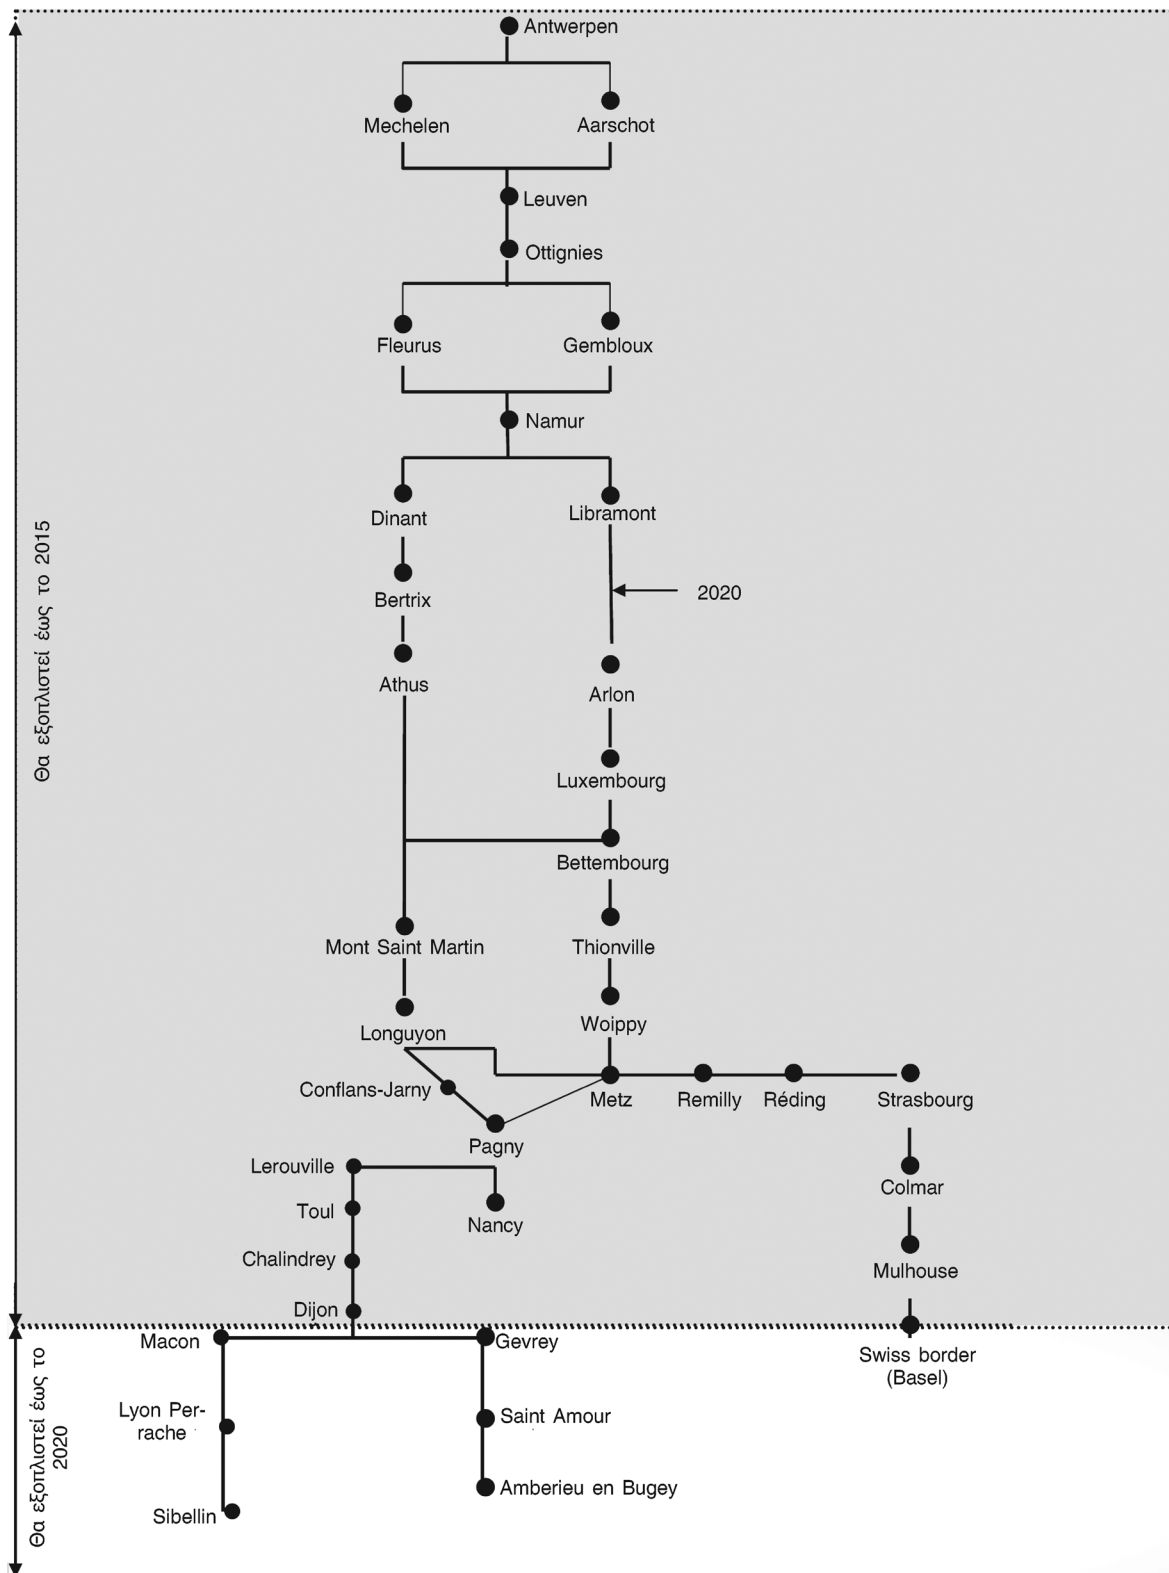 Antwerpen
Mechelen
Aarschot
Leuven
Ottignies
Fleurus
Gembloux
Namur
Dinant
Libramont
Θα εξοπλιστεί έως το 2015
2020
Bertrix
Athus
Arlon
Luxembourg
Bettembourg
Mont Saint Martin
Thionville
Longuyon
Woippy
Conflans-Jarny
Metz
Remilly
Réding
Strasbourg
Pagny
Lerouville
Colmar
Toul
Nancy
Chalindrey
Mulhouse
Dijon
Macon
Gevrey
Swiss border
(Basel)
Θα εξοπλιστεί έως το
2020
Lyon Per-
rache
Saint Amour
Amberieu en Bugey
Sibellin